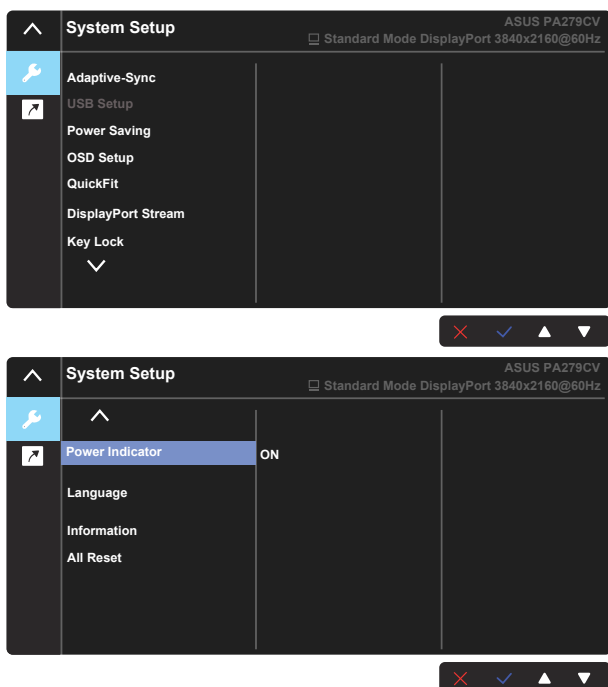 System Setup
ASUS PA279CV
Standard Mode DisplayPort 3840x2160@60Hz
Adaptive-Sync
USB Setup
Power Saving
OSD Setup
QuickFit
DisplayPort Stream
Key Lock
System Setup
ASUS PA279CV
Standard Mode DisplayPort 3840x2160@60Hz
Power Indicator
ON
Language
Information
All Reset